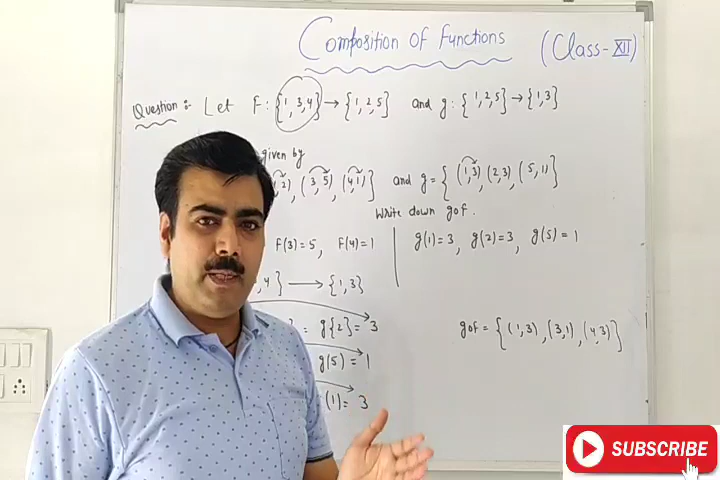 Composition Of Functions (Class-XII)
Question :- Let F: {1, 3, 4} → {1, 2, 5} and g: {1, 2, 5} → {1, 3}
given by
, 2), (3, 5), (4, 1)} and g = { (1, 3), (2, 3), (5, 1)
Write down gof.
F(3) = 5, F(4) = 1 g(1) = 3, g(2) = 3, g(5) = 1
, 4 } → {1, 3}
= g{2} = 3
gof = { (1, 3), (3, 1), (4, 3) }
g(5) = 1
(1) = 3
SUBSCRIBE